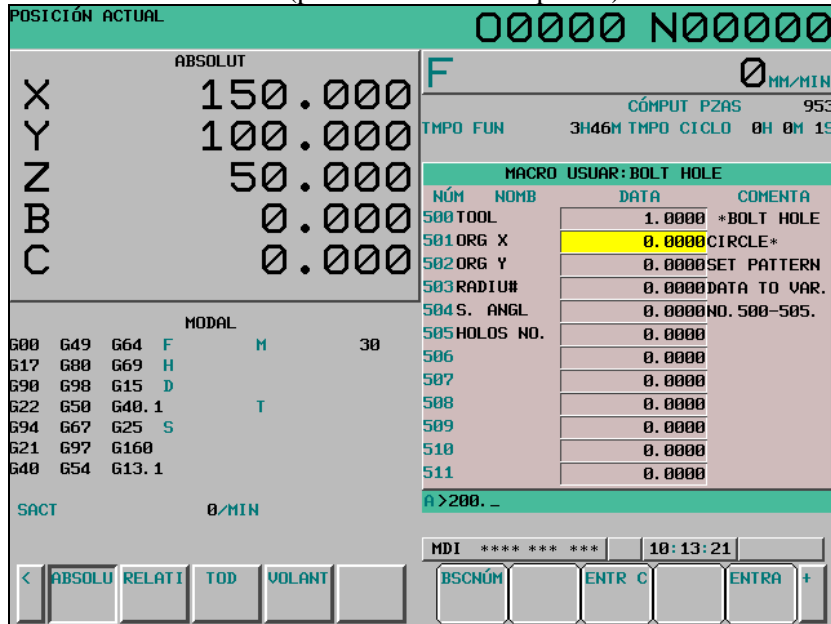 POSICIÓN ACTUAL
O0000 N00000
ABSOLUT
X 150.000
Y 100.000
Z 50.000
B 0.000
C 0.000
F 0 MM/MIN
CÓMPUT PZAS 953
TMPO FUN 3H46M TMPO CICLO 0H 0M 1S
MACRO USUAR:BOLT HOLE
NÚM NOMB DATA COMENTA
500 TOOL 1.0000 *BOLT HOLE
501 ORG X 0.0000 CIRCLE*
502 ORG Y 0.0000 SET PATTERN
503 RADIU# 0.0000 DATA TO VAR.
504 S. ANGL 0.0000 NO.500-505.
505 HOLOS NO. 0.0000
506 0.0000
507 0.0000
508 0.0000
509 0.0000
510 0.0000
511 0.0000
MODAL
G00 G49 G64 F M 30
G17 G80 G69 H
G90 G98 G15 D
G22 G50 G40.1 T
G94 G67 G25 S
G21 G97 G160
G40 G54 G13.1
SACT 0/MIN
A>200._
MDI **** *** *** 10:13:21
< ABSOLU RELATI TOD VOLANT
BSCNÚM ENTR C ENTRA +